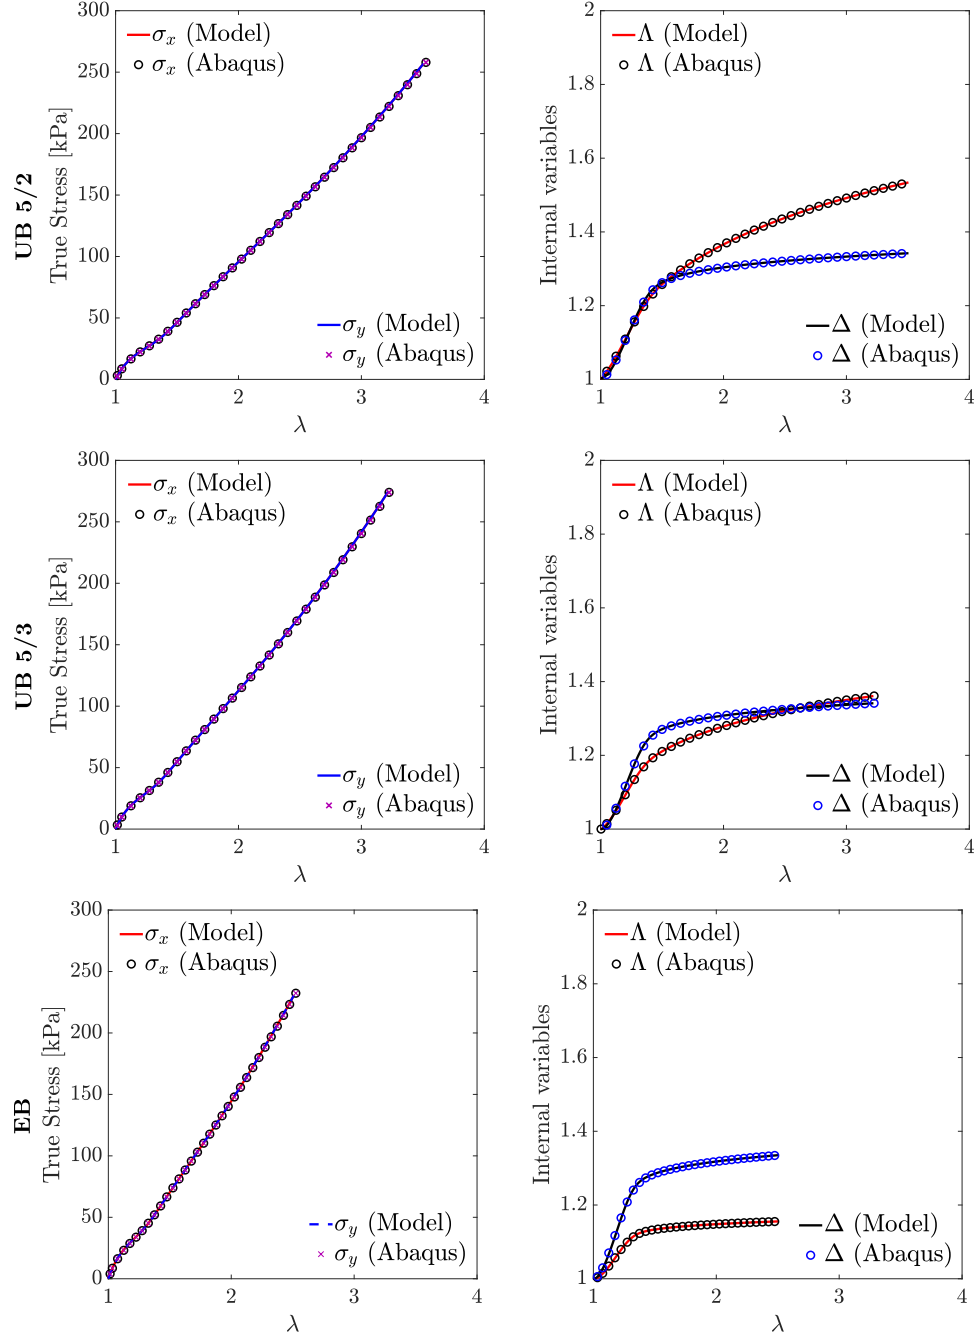 300
250
200
150
100
50
0
1
2
3
4
λ
True Stress [kPa]
UB 5/2
σx (Model)
σx (Abaqus)
σy (Model)
σy (Abaqus)
2
1.8
1.6
1.4
1.2
1
1
2
3
4
λ
Internal variables
Λ (Model)
Λ (Abaqus)
Δ (Model)
Δ (Abaqus)
300
250
200
150
100
50
0
1
2
3
4
λ
True Stress [kPa]
UB 5/3
σx (Model)
σx (Abaqus)
σy (Model)
σy (Abaqus)
2
1.8
1.6
1.4
1.2
1
1
2
3
4
λ
Internal variables
Λ (Model)
Λ (Abaqus)
Δ (Model)
Δ (Abaqus)
300
250
200
150
100
50
0
1
2
3
4
λ
True Stress [kPa]
EB
σx (Model)
σx (Abaqus)
σy (Model)
σy (Abaqus)
2
1.8
1.6
1.4
1.2
1
1
2
3
4
λ
Internal variables
Λ (Model)
Λ (Abaqus)
Δ (Model)
Δ (Abaqus)